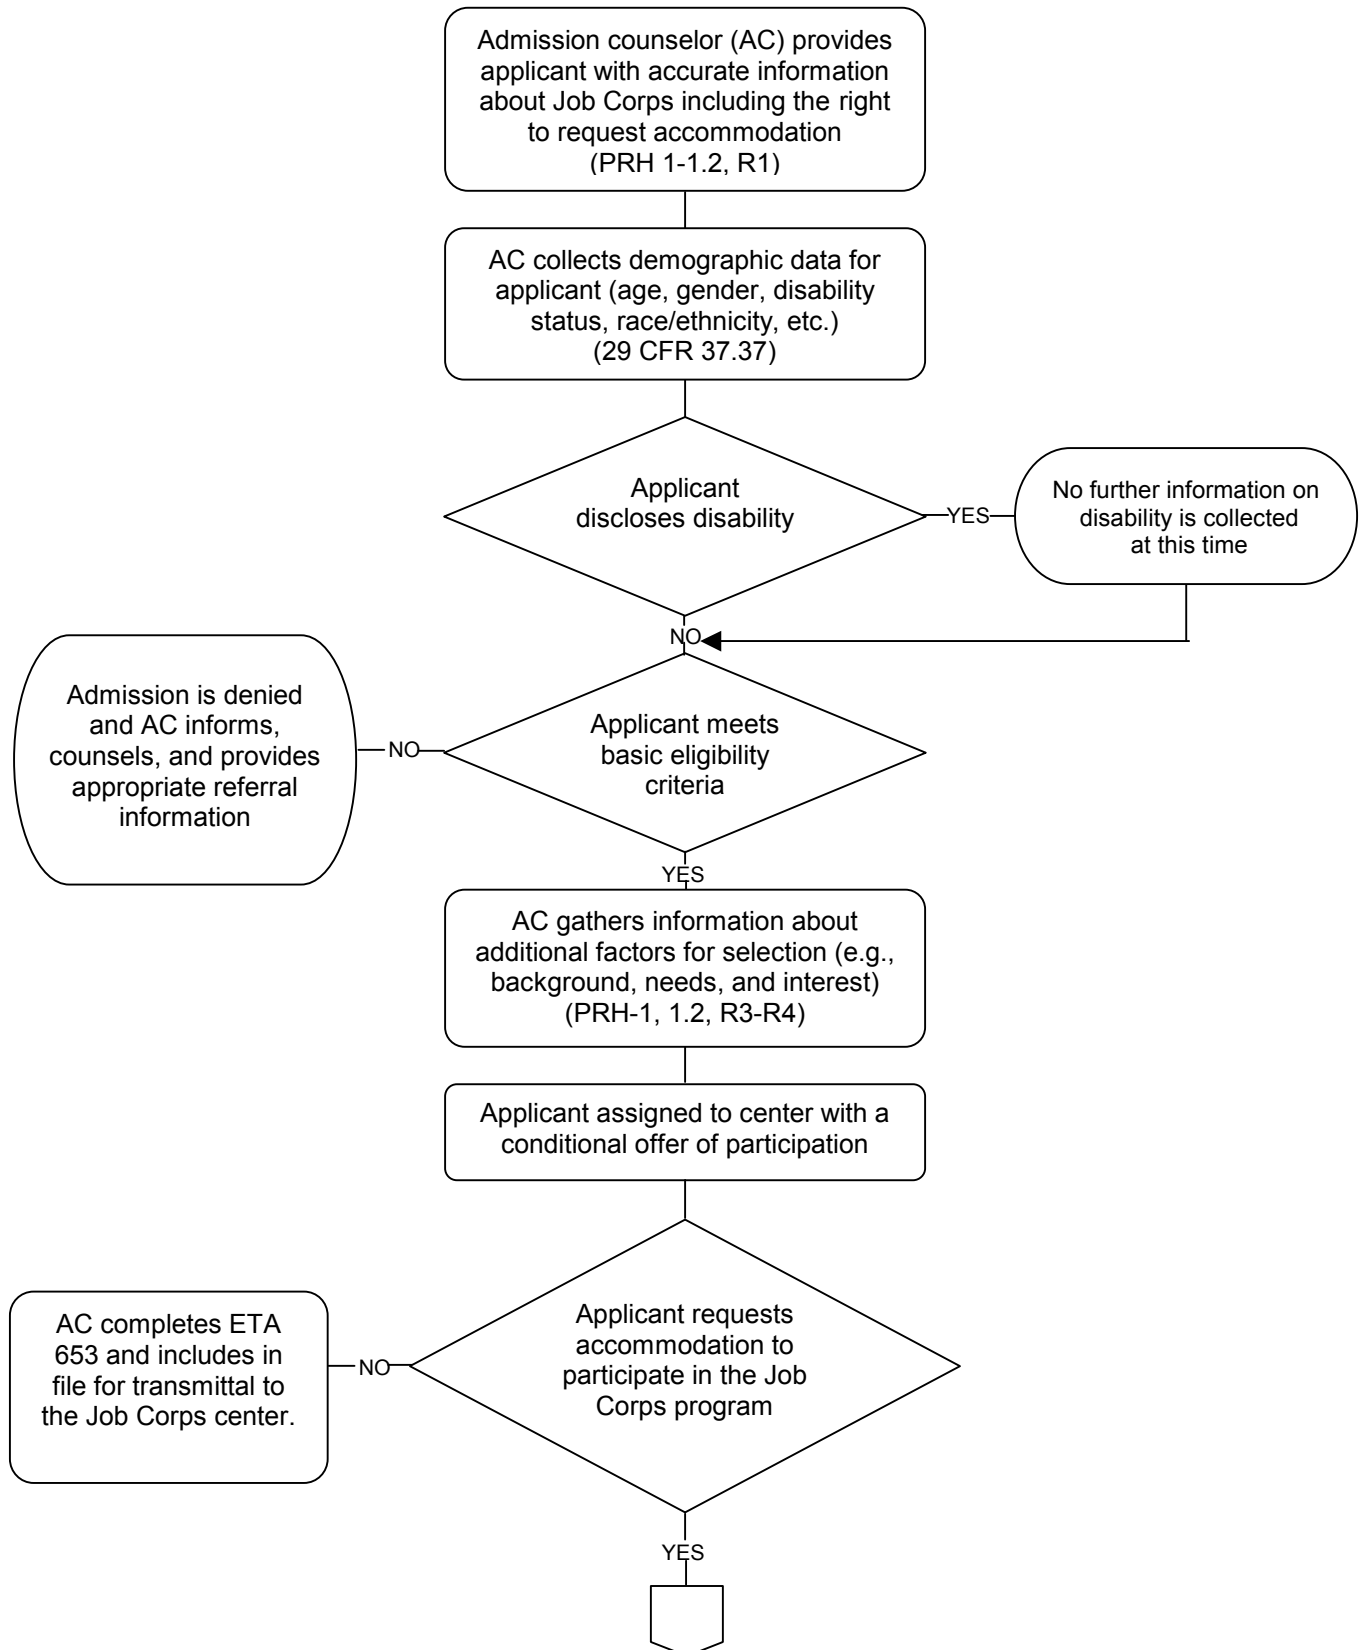 Admission counselor (AC) provides
applicant with accurate information
about Job Corps including the right
to request accommodation
(PRH 1-1.2, R1)
AC collects demographic data for
applicant (age, gender, disability
status, race/ethnicity, etc.)
(29 CFR 37.37)
Applicant
discloses disability
YES
No further information on
disability is collected
at this time
NO
Applicant meets
basic eligibility
criteria
NO
Admission is denied
and AC informs,
counsels, and provides
appropriate referral
information
YES
AC gathers information about
additional factors for selection (e.g.,
background, needs, and interest)
(PRH-1, 1.2, R3-R4)
Applicant assigned to center with a
conditional offer of participation
Applicant requests
accommodation to
participate in the Job
Corps program
NO
AC completes ETA
653 and includes in
file for transmittal to
the Job Corps center.
YES